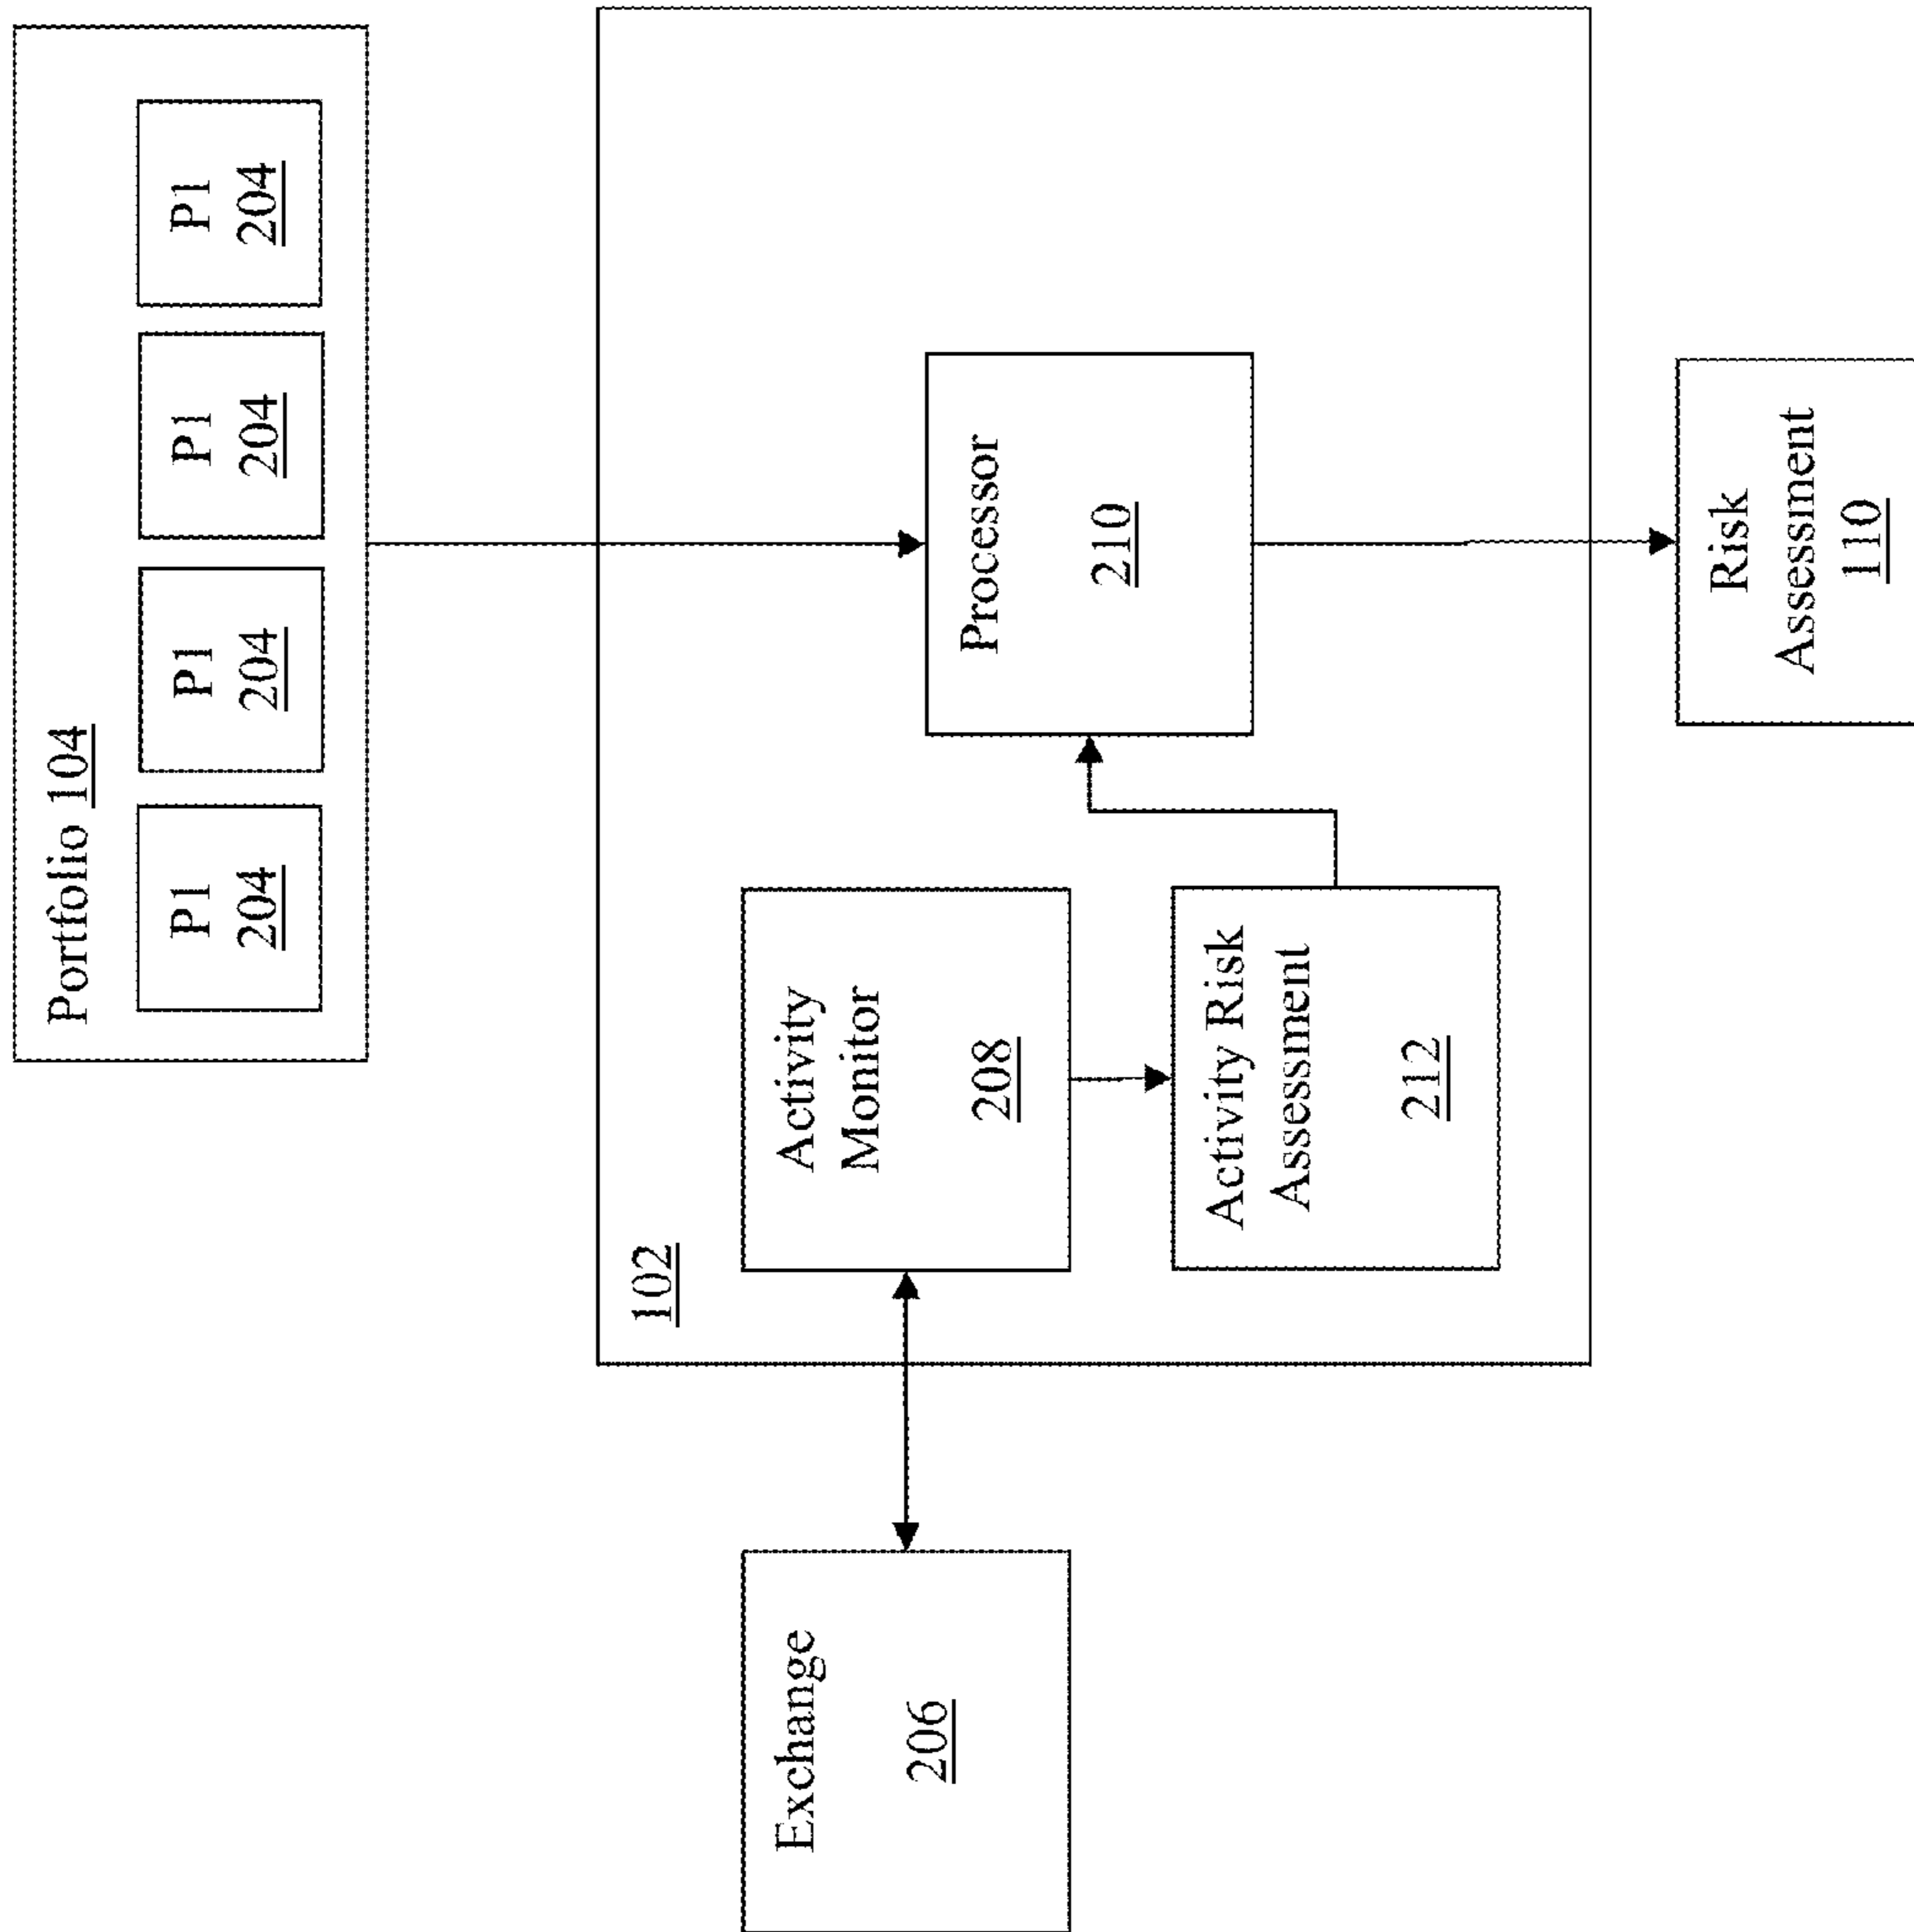 Portfolio 104
P1
204
P1
204
P1
204
P1
204
102
Exchange
206
Activity
Monitor
208
Processor
210
Activity Risk
Assessment
212
Risk
Assessment
110